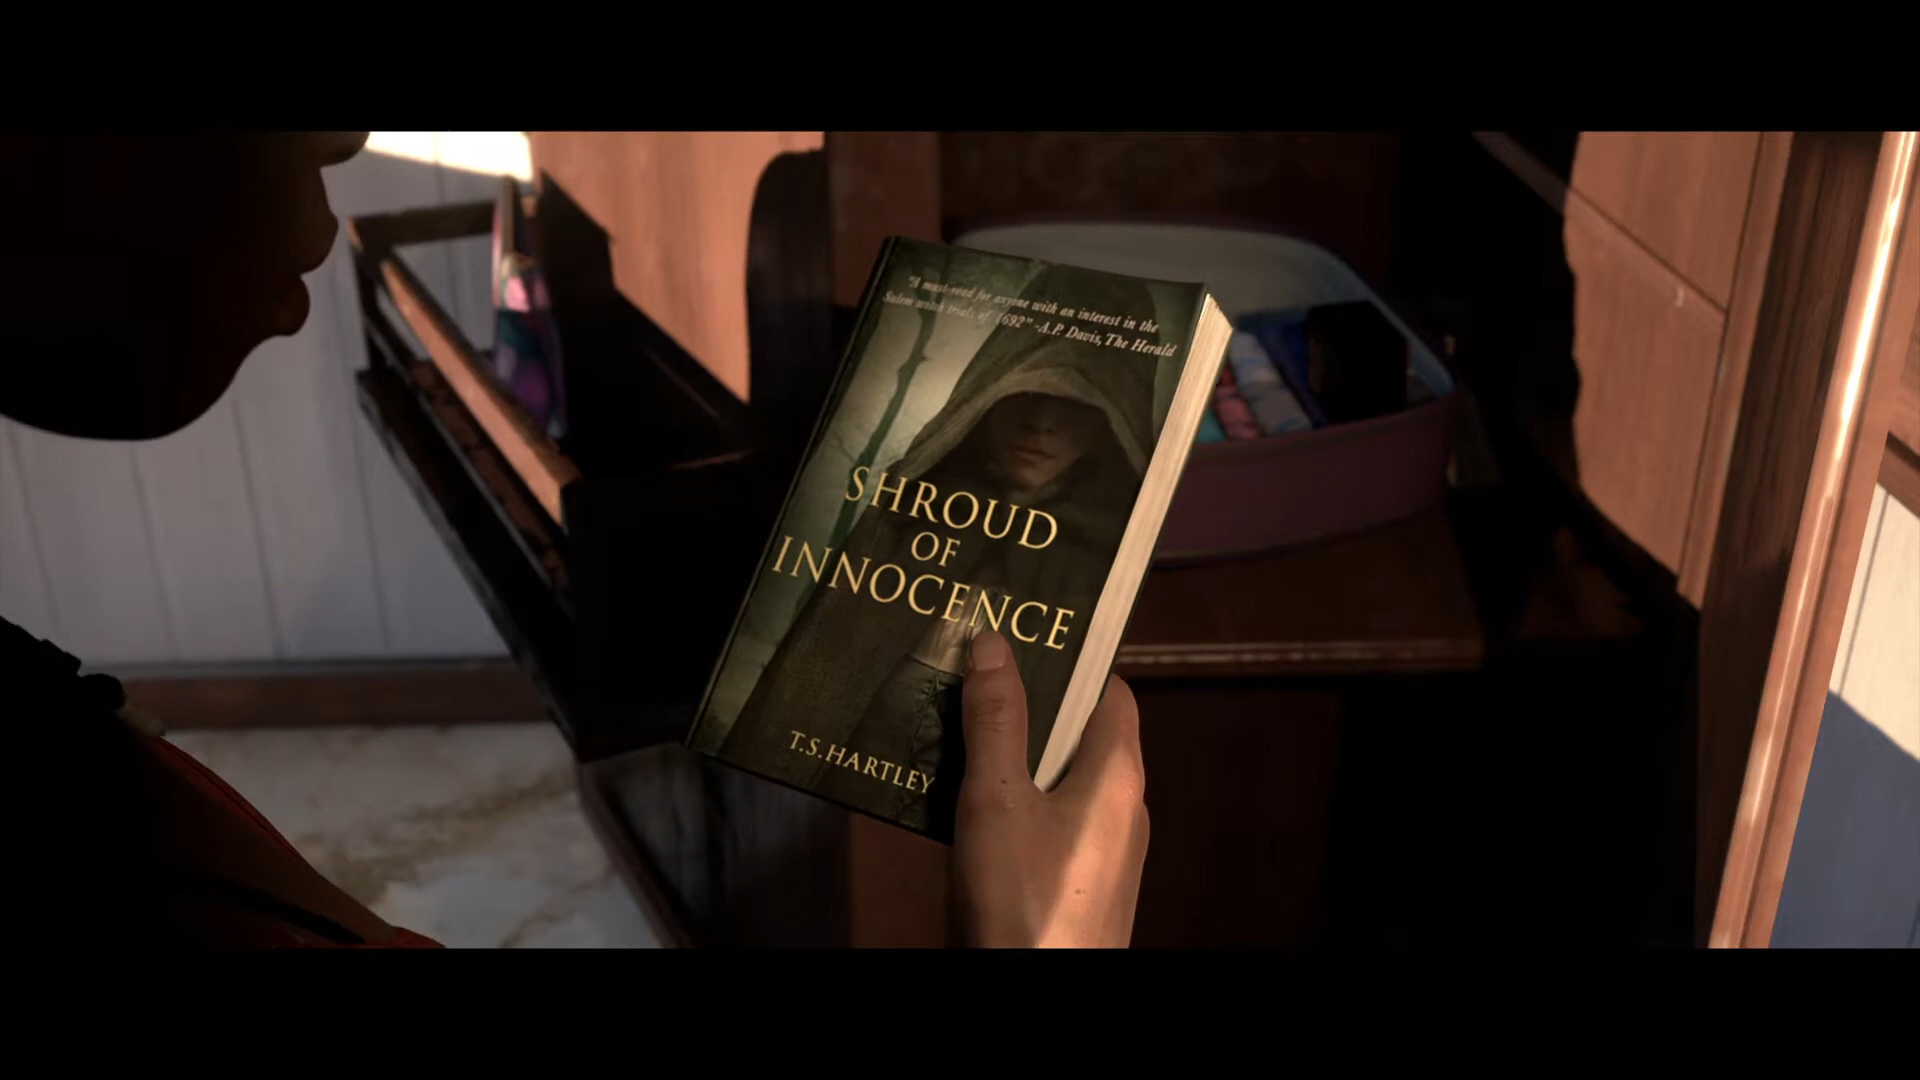 "A must-read for anyone with an interest in the
Salem witch trials of 1692" -A.P. Davis, The Herald
SHROUD
OF
INNOCENCE
T.S. HARTLEY